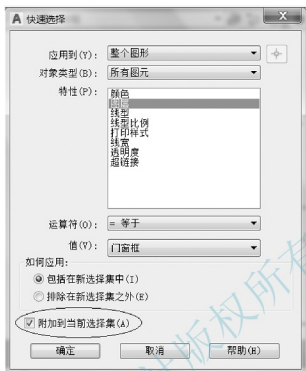 快速选择
应用到(Y): 整个图形
对象类型(B): 所有图元
特性(P): 颜色
图层
线型
线型比例
打印样式
线宽
透明度
超链接
运算符(O): = 等于
值(V): 门窗框
如何应用:
包括在新选择集中(I)
排除在新选择集之外(E)
附加到当前选择集(A)
确定 取消 帮助(H)
版权所有